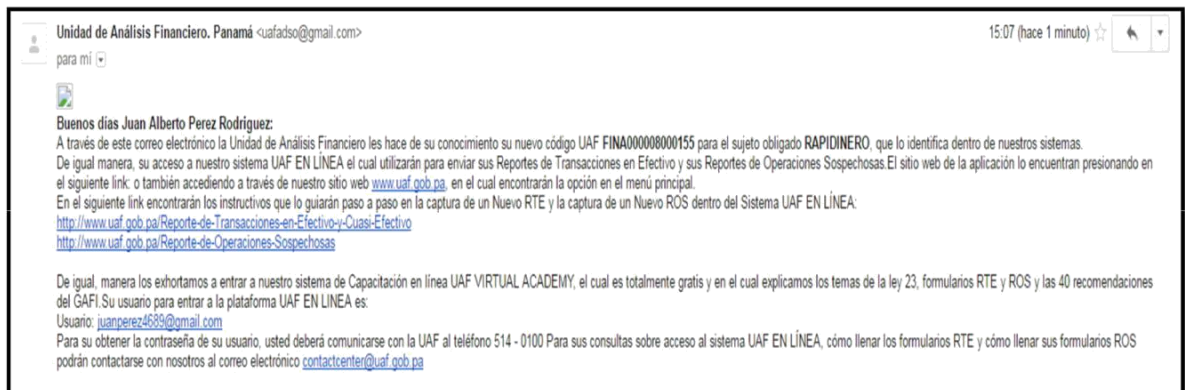 Unidad de Análisis Financiero. Panamá <uafadso@gmail.com> 15:07 (hace 1 minuto)
para mí
Buenos días Juan Alberto Perez Rodriguez:
A través de este correo electrónico la Unidad de Análisis Financiero les hace de su conocimiento su nuevo código UAF FINA000008000155 para el sujeto obligado RAPIDINERO, que lo identifica dentro de nuestros sistemas.
De igual manera, su acceso a nuestro sistema UAF EN LÍNEA el cual utilizarán para enviar sus Reportes de Transacciones en Efectivo y sus Reportes de Operaciones Sospechosas.El sitio web de la aplicación lo encuentran presionando en
el siguiente link: o también accediendo a través de nuestro sitio web www.uaf.gob.pa, en el cual encontrarán la opción en el menú principal.
En el siguiente link encontrarán los instructivos que lo guiarán paso a paso en la captura de un Nuevo RTE y la captura de un Nuevo ROS dentro del Sistema UAF EN LÍNEA:
http://www.uaf.gob.pa/Reporte-de-Transacciones-en-Efectivo-y-Cuasi-Efectivo
http://www.uaf.gob.pa/Reporte-de-Operaciones-Sospechosas
De igual, manera los exhortamos a entrar a nuestro sistema de Capacitación en línea UAF VIRTUAL ACADEMY, el cual es totalmente gratis y en el cual explicamos los temas de la ley 23, formularios RTE y ROS y las 40 recomendaciones
del GAFI.Su usuario para entrar a la plataforma UAF EN LINEA es:
Usuario: juanperez4689@gmail.com
Para su obtener la contraseña de su usuario, usted deberá comunicarse con la UAF al teléfono 514 - 0100 Para sus consultas sobre acceso al sistema UAF EN LÍNEA, cómo llenar los formularios RTE y cómo llenar sus formularios ROS
podrán contactarse con nosotros al correo electrónico contactcenter@uaf.gob.pa